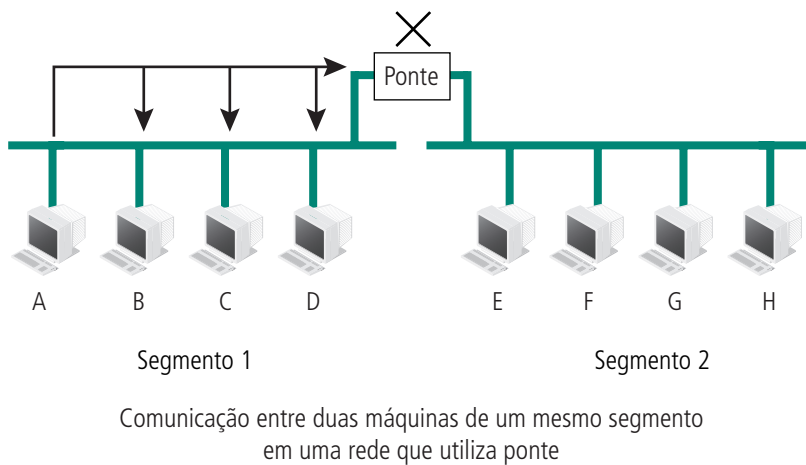 Ponte
A B C D E F G H
Segmento 1 Segmento 2
Comunicação entre duas máquinas de um mesmo segmento
em uma rede que utiliza ponte